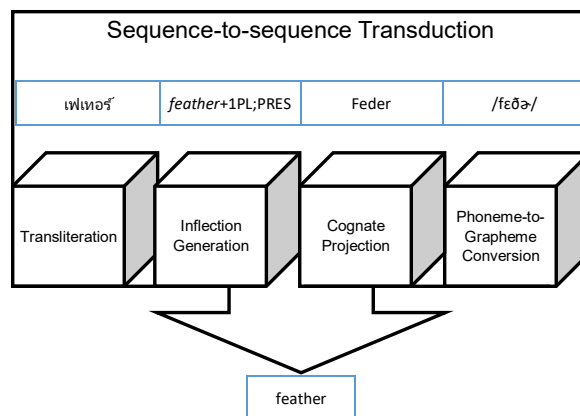 Sequence-to-sequence Transduction
เฟเทอร์
feather+1PL;PRES
Feder
/fɛðɚ/
Transliteration
Inflection
Generation
Cognate
Projection
Phoneme-to-
Grapheme
Conversion
feather